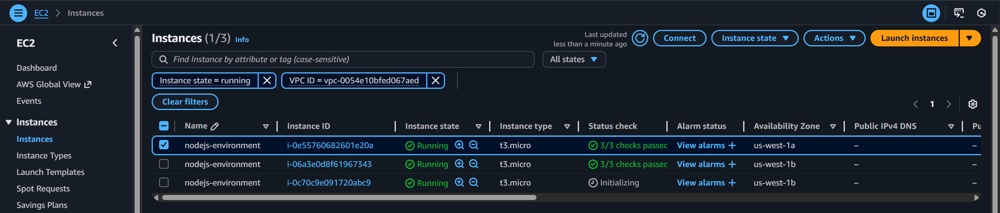 EC2 > Instances
EC2
Dashboard
AWS Global View
Events
Instances
Instances
Instance Types
Launch Templates
Spot Requests
Savings Plans
Instances (1/3) Info
Last updated
less than a minute ago
Connect
Instance state
Actions
Launch instances
Find Instance by attribute or tag (case-sensitive)
All states
Instance state = running
VPC ID = vpc-0054e10bfed067aed
Clear filters
1
Name Instance ID Instance state Instance type Status check Alarm status Availability Zone Public IPv4 DNS Pu
nodejs-environment i-0e55760682601e20a Running t3.micro 3/3 checks passec View alarms + us-west-1a – –
nodejs-environment i-06a3e0d8f61967343 Running t3.micro 3/3 checks passec View alarms + us-west-1b – –
nodejs-environment i-0c70c9e091720abc9 Running t3.micro Initializing View alarms + us-west-1b – –